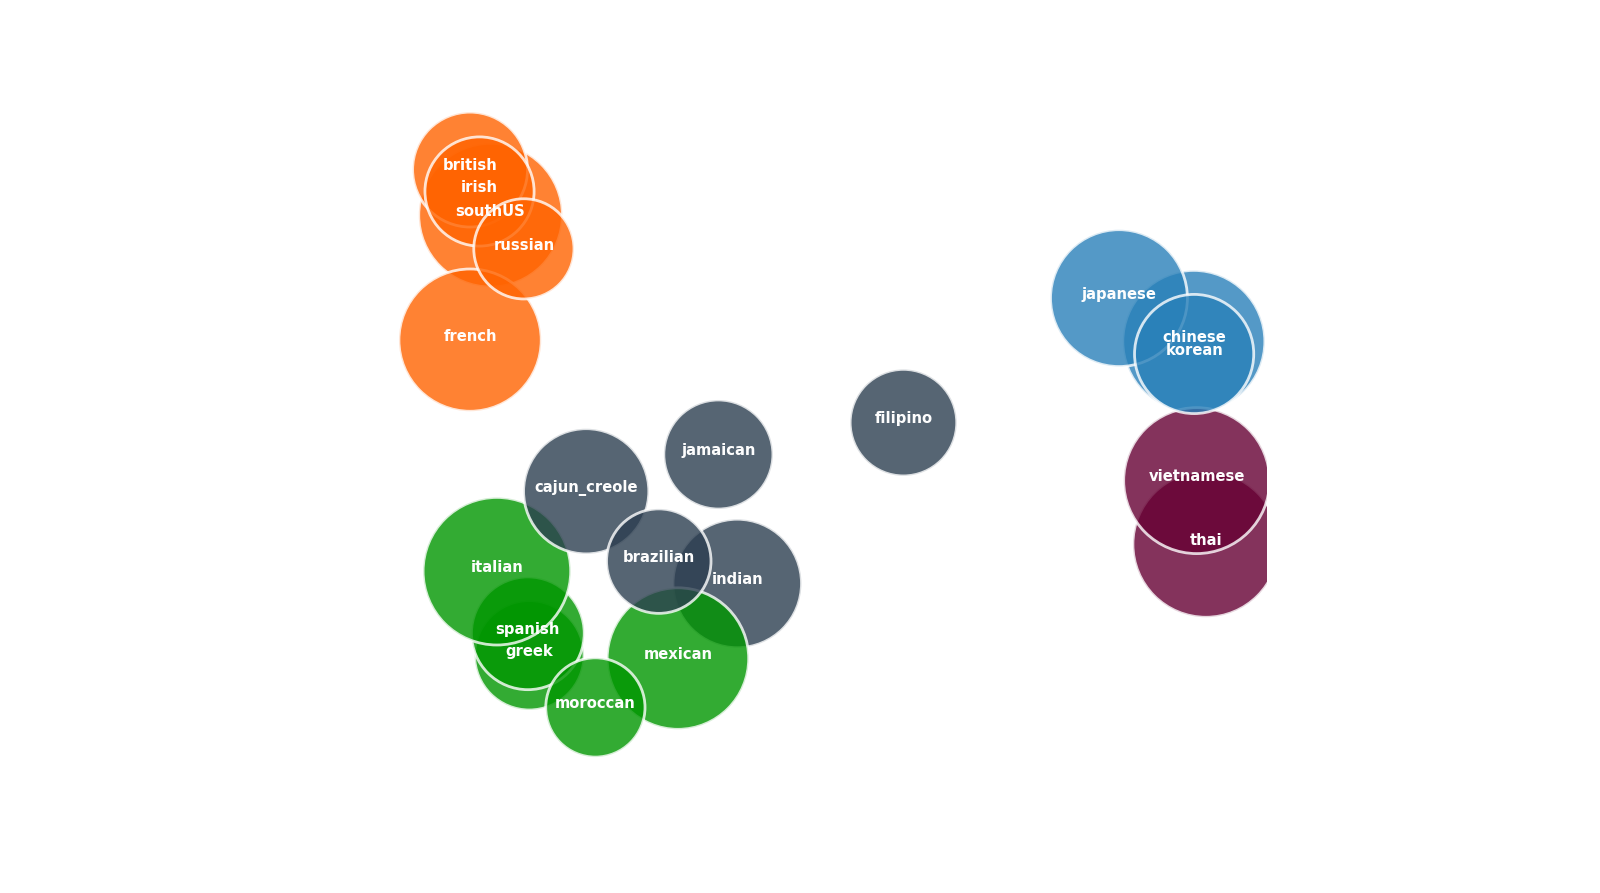 british
irish
southUS
russian
french
japanese
chinese
korean
filipino
jamaican
cajun_creole
vietnamese
thai
brazilian
indian
italian
spanish
greek
mexican
moroccan